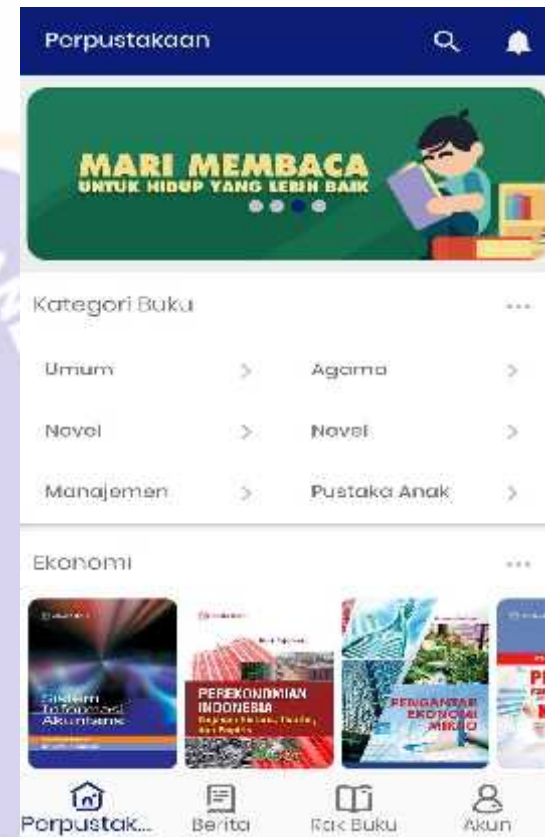 Perpustakaan
MARI MEMBACA
UNTUK HIDUP YANG LEBIH BAIK
Kategori Buku
Umum
Agama
Novel
Novel
Manajemen
Pustaka Anak
Ekonomi
Sistem
Informasi
Akuntansi
PEREKONOMIAN
INDONESIA
PENGANTAR
EKONOMI
MIKRO
Perpustak...
Berita
Rak Buku
Akun